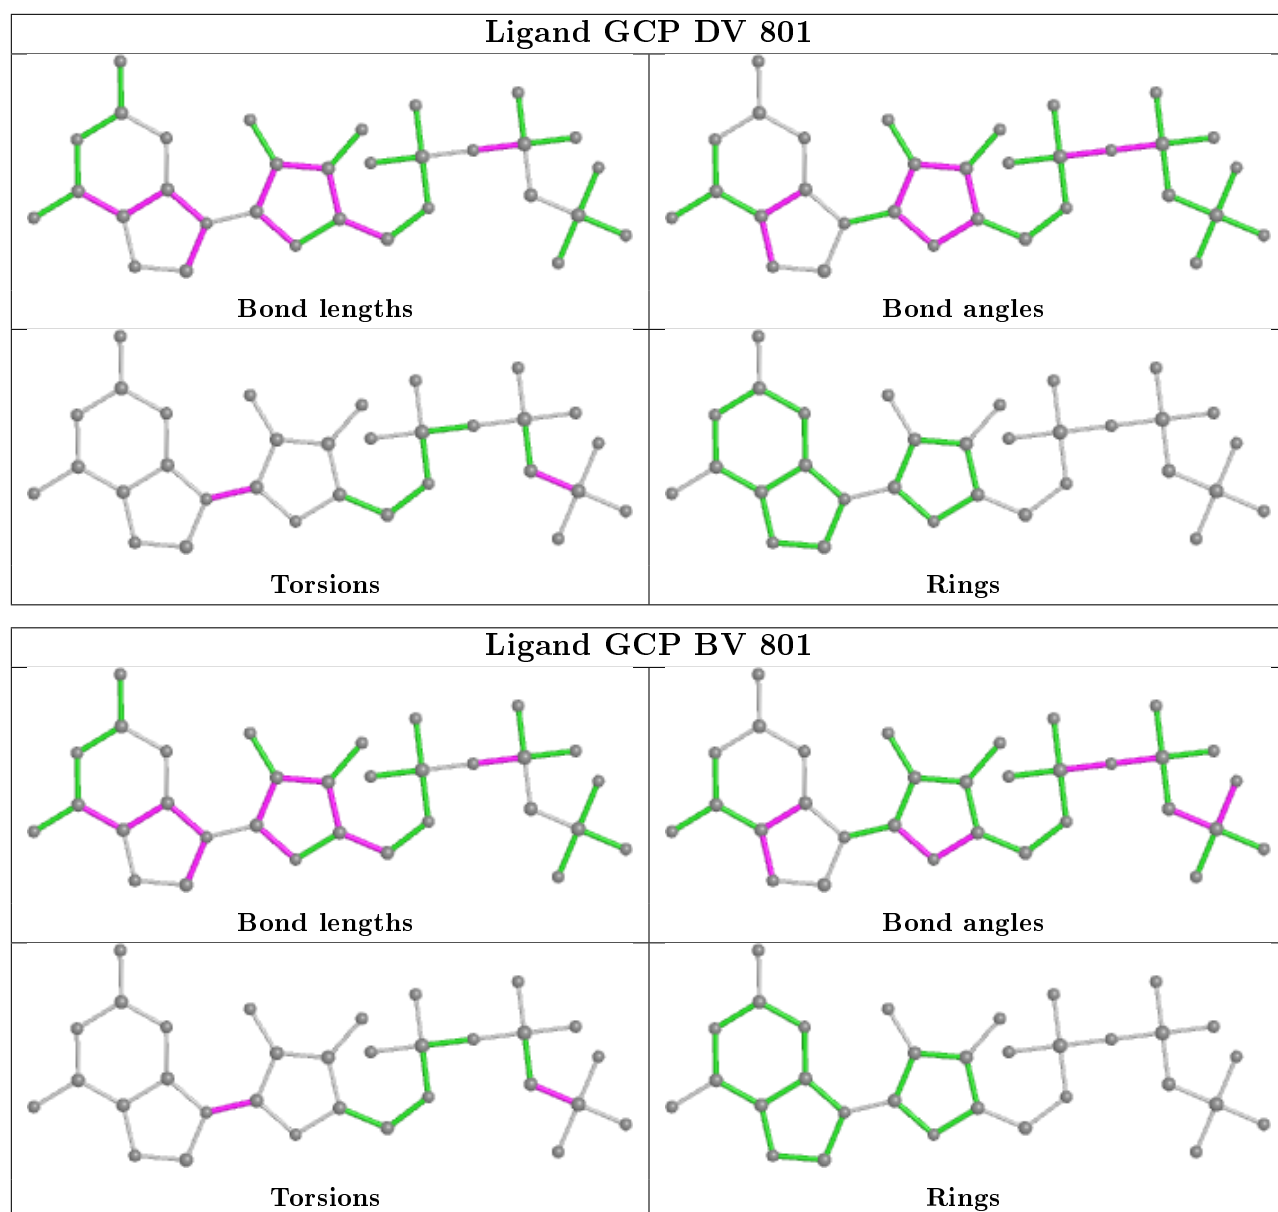 Ligand GCP DV 801
Bond lengths
Bond angles
Torsions
Rings
Ligand GCP BV 801
Bond lengths
Bond angles
Torsions
Rings